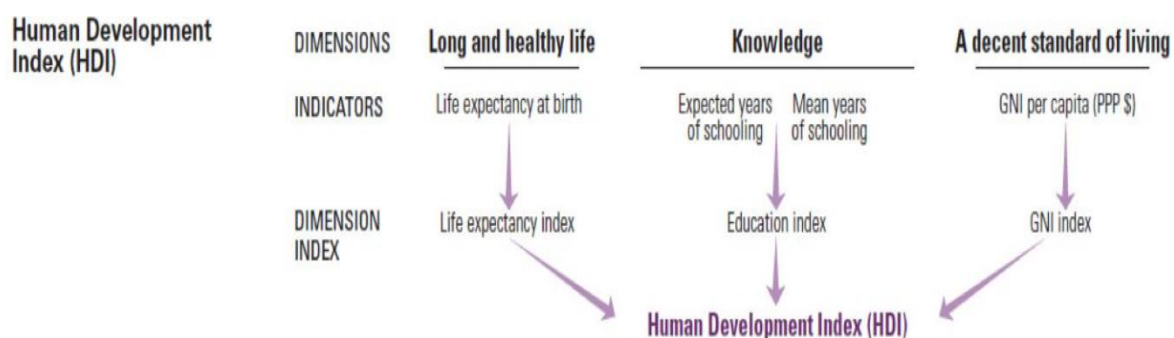 Human Development
Index (HDI)
DIMENSIONS
Long and healthy life
Knowledge
A decent standard of living
INDICATORS
Life expectancy at birth
Expected years
of schooling
Mean years
of schooling
GNI per capita (PPP $)
DIMENSION
INDEX
Life expectancy index
Education index
GNI index
Human Development Index (HDI)